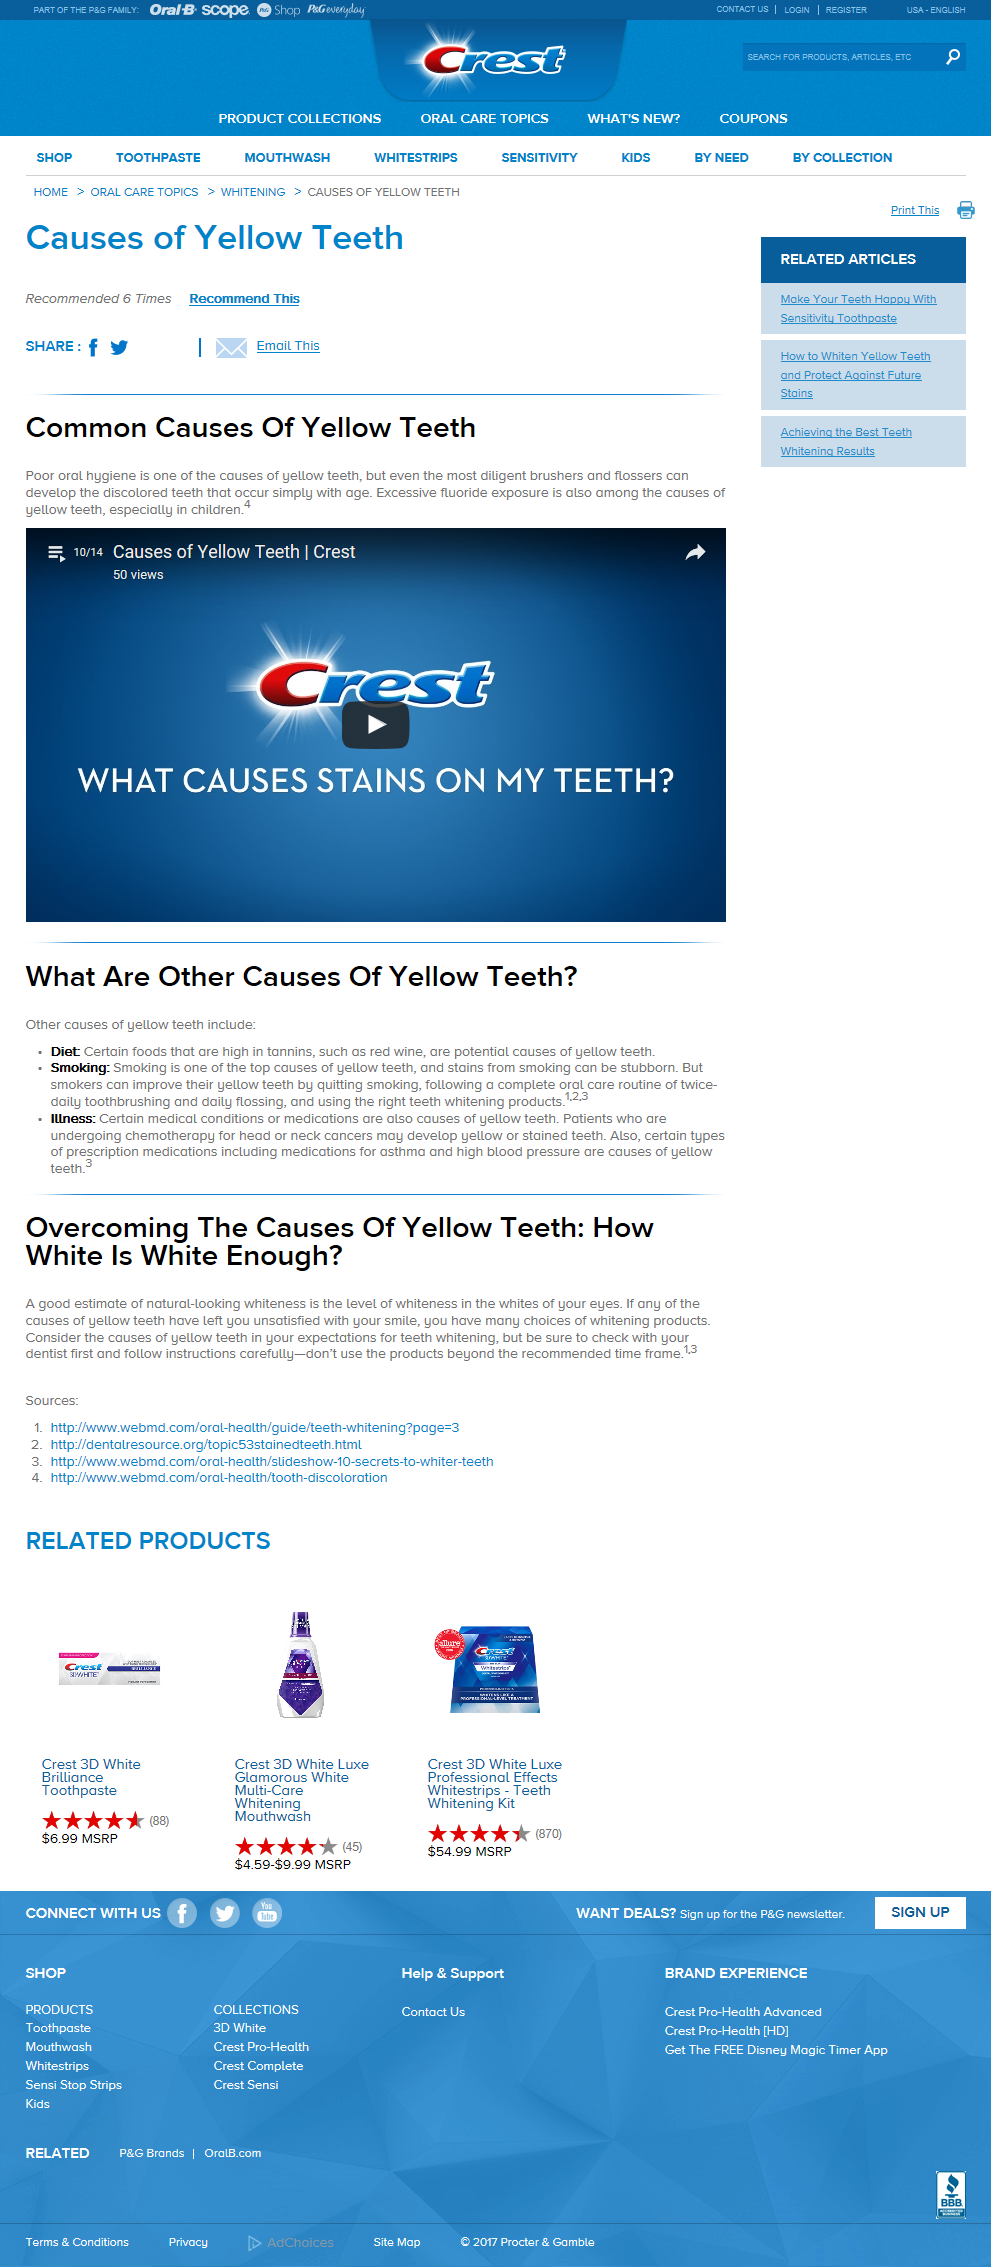 PART OF THE P&G FAMILY: Oral-B scope P&G Shop P&G everyday
CONTACT US | LOGIN | REGISTER USA - ENGLISH
Crest
SEARCH FOR PRODUCTS, ARTICLES, ETC
PRODUCT COLLECTIONS ORAL CARE TOPICS WHAT'S NEW? COUPONS
SHOP TOOTHPASTE MOUTHWASH WHITESTRIPS SENSITIVITY KIDS BY NEED BY COLLECTION
HOME > ORAL CARE TOPICS > WHITENING > CAUSES OF YELLOW TEETH
Print This
Causes of Yellow Teeth
Recommended 6 Times Recommend This
SHARE :
Email This
RELATED ARTICLES
Make Your Teeth Happy With
Sensitivity Toothpaste
How to Whiten Yellow Teeth
and Protect Against Future
Stains
Achieving the Best Teeth
Whitening Results
Common Causes Of Yellow Teeth
Poor oral hygiene is one of the causes of yellow teeth, but even the most diligent brushers and flossers can
develop the discolored teeth that occur simply with age. Excessive fluoride exposure is also among the causes of
yellow teeth, especially in children.4
10/14 Causes of Yellow Teeth | Crest
50 views
Crest
WHAT CAUSES STAINS ON MY TEETH?
What Are Other Causes Of Yellow Teeth?
Other causes of yellow teeth include:
• Diet: Certain foods that are high in tannins, such as red wine, are potential causes of yellow teeth.
• Smoking: Smoking is one of the top causes of yellow teeth, and stains from smoking can be stubborn. But
smokers can improve their yellow teeth by quitting smoking, following a complete oral care routine of twice-
daily toothbrushing and daily flossing, and using the right teeth whitening products.1,2,3
• Illness: Certain medical conditions or medications are also causes of yellow teeth. Patients who are
undergoing chemotherapy for head or neck cancers may develop yellow or stained teeth. Also, certain types
of prescription medications including medications for asthma and high blood pressure are causes of yellow
teeth.3
Overcoming The Causes Of Yellow Teeth: How
White Is White Enough?
A good estimate of natural-looking whiteness is the level of whiteness in the whites of your eyes. If any of the
causes of yellow teeth have left you unsatisfied with your smile, you have many choices of whitening products.
Consider the causes of yellow teeth in your expectations for teeth whitening, but be sure to check with your
dentist first and follow instructions carefully—don't use the products beyond the recommended time frame.1,3
Sources:
1. http://www.webmd.com/oral-health/guide/teeth-whitening?page=3
2. http://dentalresource.org/topic53stainedteeth.html
3. http://www.webmd.com/oral-health/slideshow-10-secrets-to-whiter-teeth
4. http://www.webmd.com/oral-health/tooth-discoloration
RELATED PRODUCTS
Crest
3DWHITE
BRILLIANCE
allure
Crest
3DWHITE
Whitestrips
PROFESSIONAL-LEVEL TREATMENT
Crest 3D White
Brilliance
Toothpaste
(88)
$6.99 MSRP
Crest 3D White Luxe
Glamorous White
Multi-Care
Whitening
Mouthwash
(45)
$4.59-$9.99 MSRP
Crest 3D White Luxe
Professional Effects
Whitestrips - Teeth
Whitening Kit
(870)
$54.99 MSRP
CONNECT WITH US You Tube
WANT DEALS? Sign up for the P&G newsletter. SIGN UP
SHOP
PRODUCTS
Toothpaste
Mouthwash
Whitestrips
Sensi Stop Strips
Kids
COLLECTIONS
3D White
Crest Pro-Health
Crest Complete
Crest Sensi
Help & Support
Contact Us
BRAND EXPERIENCE
Crest Pro-Health Advanced
Crest Pro-Health [HD]
Get The FREE Disney Magic Timer App
RELATED P&G Brands | OralB.com
BBB
Terms & Conditions Privacy AdChoices Site Map © 2017 Procter & Gamble